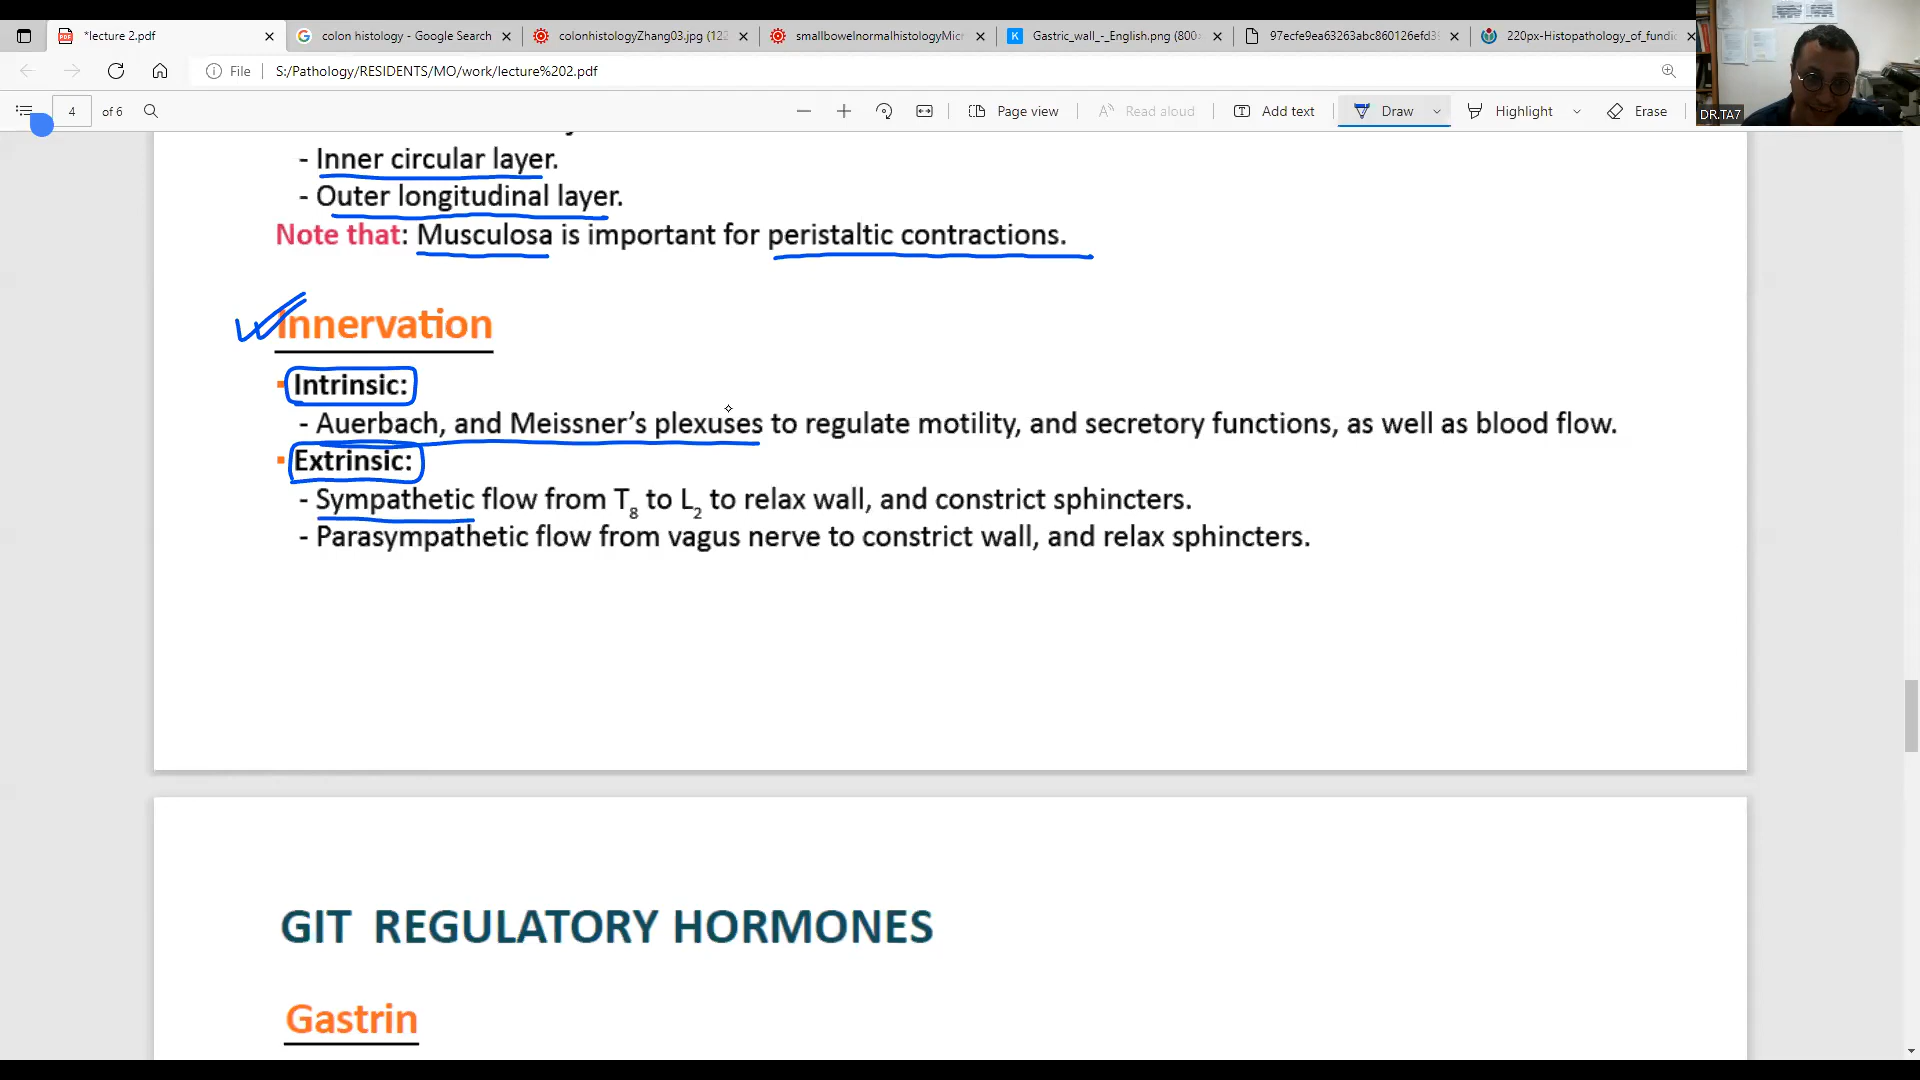 *lecture 2.pdf
colon histology - Google Search
colonhistologyZhang03.jpg (122
smallbowelnormalhistologyMicr
Gastric_wall_-_English.png (800×
97ecfe9ea63263abc860126efd3
220px-Histopathology_of_fundic
File
S:/Pathology/RESIDENTS/MO/work/lecture%202.pdf
4 of 6
Page view
Read aloud
Add text
Draw
Highlight
Erase
DR.TA7
- Inner circular layer.
- Outer longitudinal layer.
Note that: Musculosa is important for peristaltic contractions.
Innervation
Intrinsic:
- Auerbach, and Meissner's plexuses to regulate motility, and secretory functions, as well as blood flow.
Extrinsic:
- Sympathetic flow from T8 to L2 to relax wall, and constrict sphincters.
- Parasympathetic flow from vagus nerve to constrict wall, and relax sphincters.
GIT REGULATORY HORMONES
Gastrin